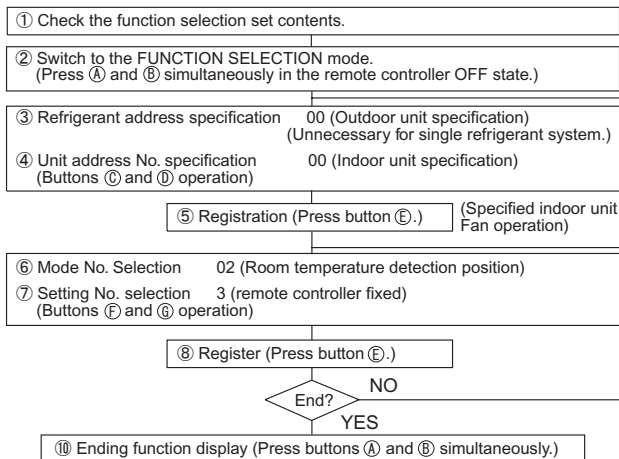 ① Check the function selection set contents.
② Switch to the FUNCTION SELECTION mode.
(Press Ⓐ and Ⓑ simultaneously in the remote controller OFF state.)
③ Refrigerant address specification 00 (Outdoor unit specification)
(Unnecessary for single refrigerant system.)
④ Unit address No. specification 00 (Indoor unit specification)
(Buttons Ⓒ and Ⓓ operation)
⑤ Registration (Press button Ⓔ.)
(Specified indoor unit
Fan operation)
⑥ Mode No. Selection 02 (Room temperature detection position)
⑦ Setting No. selection 3 (remote controller fixed)
(Buttons Ⓕ and Ⓖ operation)
⑧ Register (Press button Ⓔ.)
End?
NO
YES
⑩ Ending function display (Press buttons Ⓐ and Ⓑ simultaneously.)